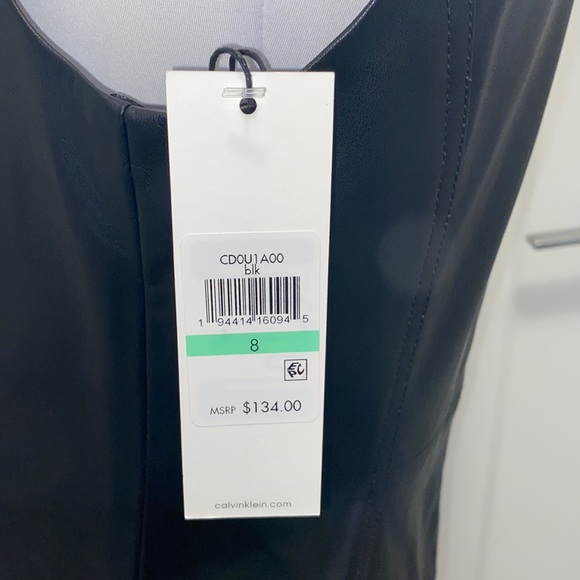 CD0U1A00
blk
1 94414 16094 5
8
MSRP $134.00
calvinklein.com